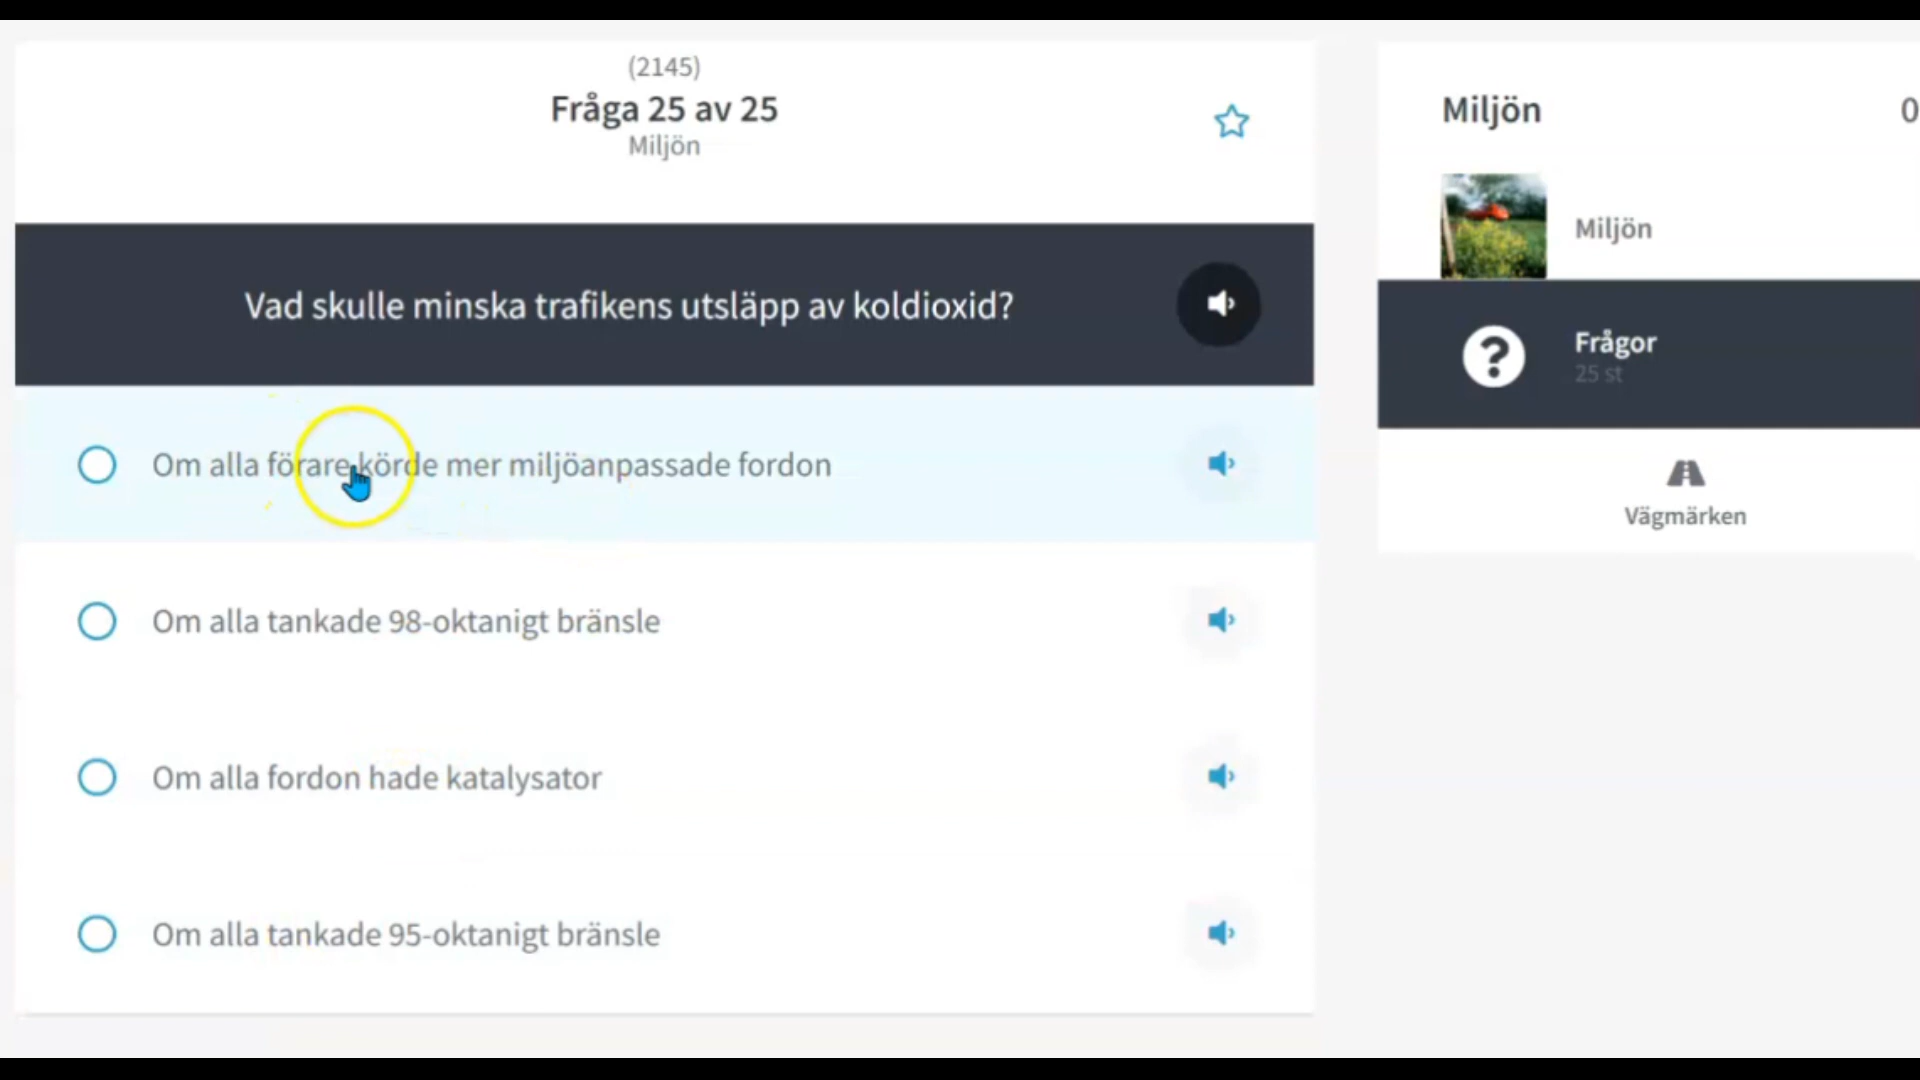 (2145)
Fråga 25 av 25
Miljön
Vad skulle minska trafikens utsläpp av koldioxid?
Om alla förare körde mer miljöanpassade fordon
Om alla tankade 98-oktanigt bränsle
Om alla fordon hade katalysator
Om alla tankade 95-oktanigt bränsle
Miljön
0
Miljön
?
Frågor
25 st
Vägmärken